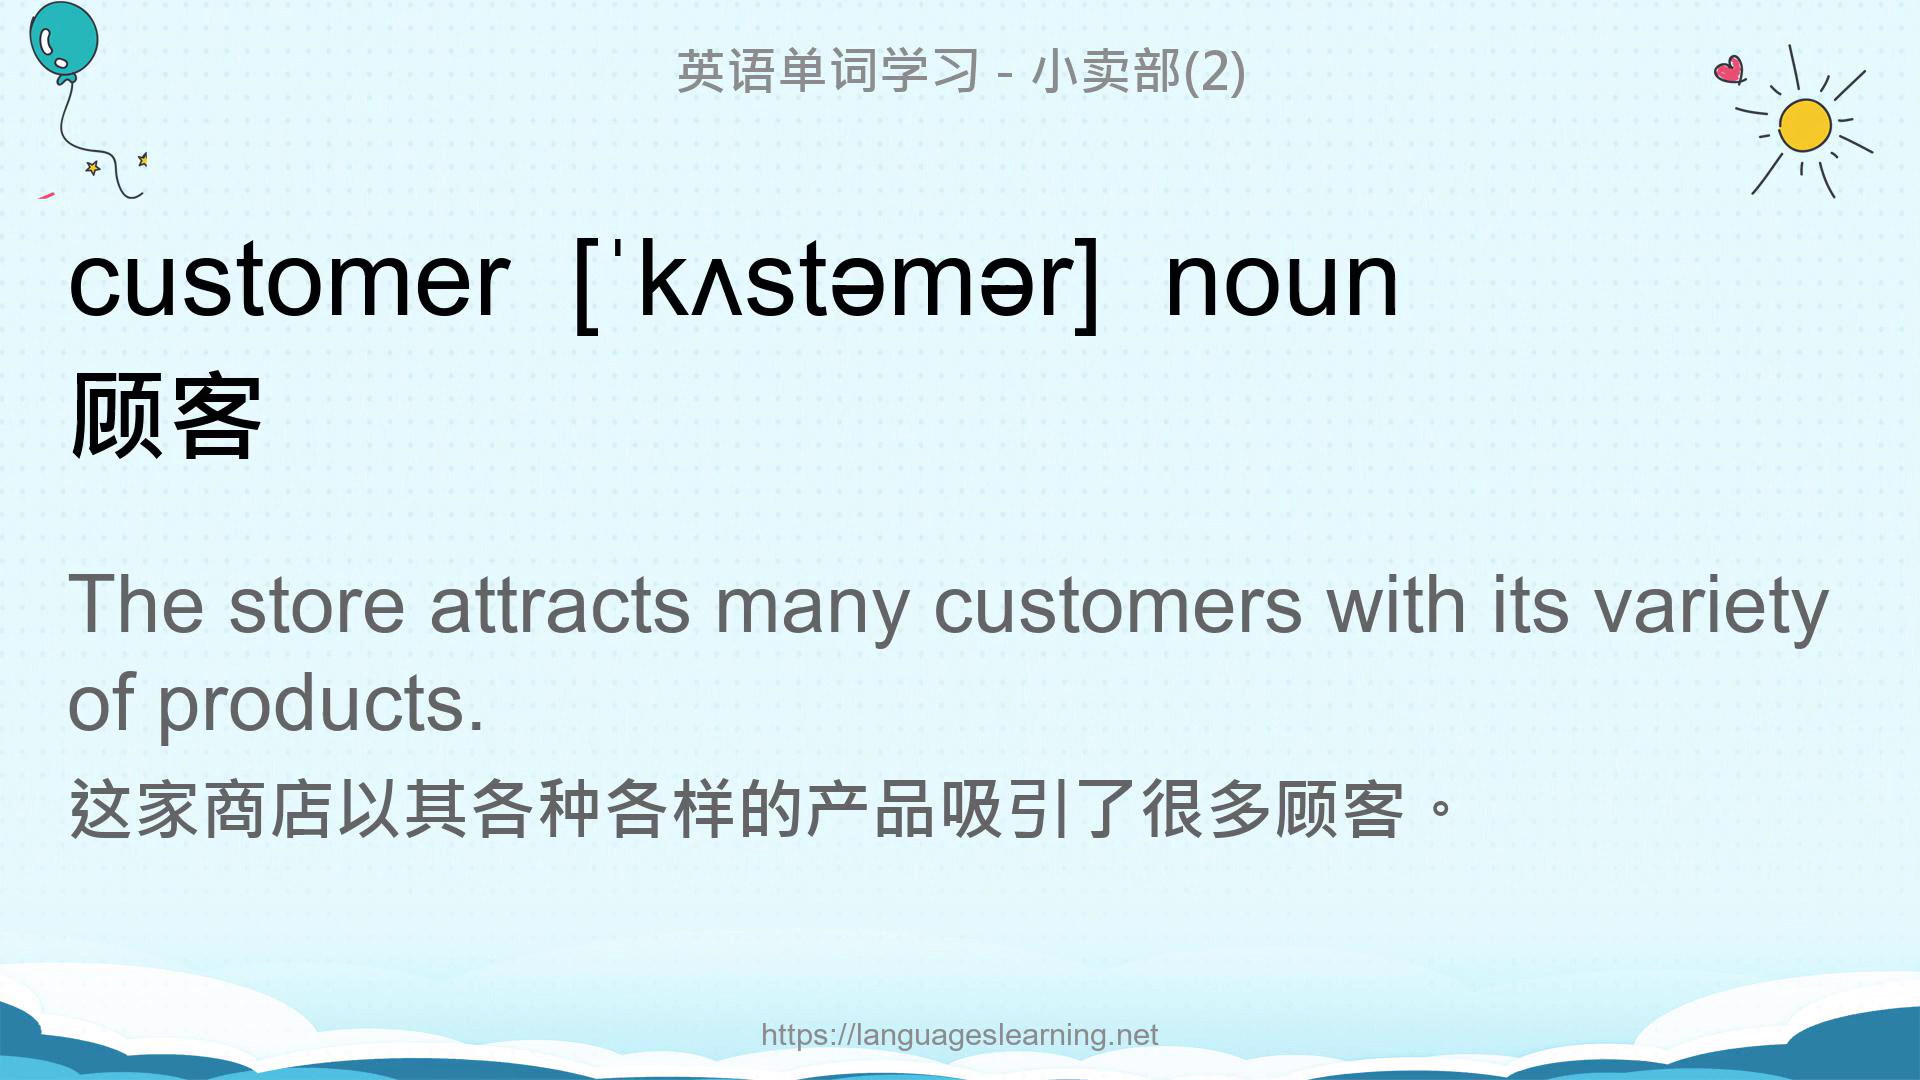 英语单词学习 - 小卖部(2)
customer [ˈkʌstəmər] noun
顾客
The store attracts many customers with its variety
of products.
这家商店以其各种各样的产品吸引了很多顾客。
https://languageslearning.net